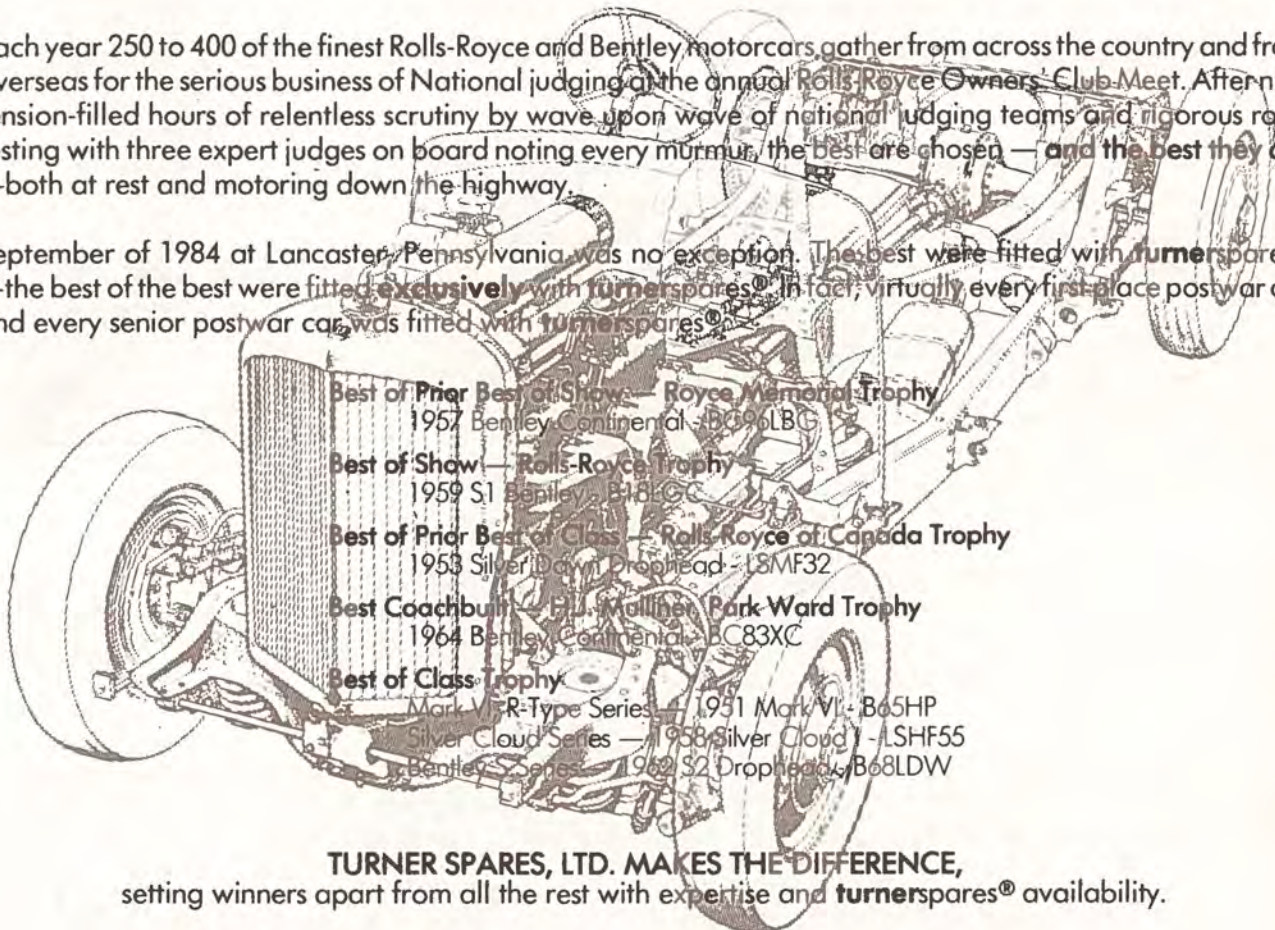 ach year 250 to 400 of the finest Rolls-Royce and Bentley motorcars gather from across the country and fro
verseas for the serious business of National judging at the annual Rolls-Royce Owners' Club Meet. After n
ension-filled hours of relentless scrutiny by wave upon wave of national judging teams and rigorous ro
sting with three expert judges on board noting every murmur, the best are chosen — and the best they a
-both at rest and motoring down the highway.
eptember of 1984 at Lancaster, Pennsylvania was no exception. The best were fitted with turnerspare
-the best of the best were fitted exclusively with turnerspares®. In fact, virtually every first place postwar c
nd every senior postwar car was fitted with turnerspares®.
Best of Prior Best of Show — Royce Memorial Trophy
1957 Bentley Continental - BC96LBG
Best of Show — Rolls-Royce Trophy
1959 S1 Bentley - B18LGC
Best of Prior Best of Class — Rolls-Royce of Canada Trophy
1953 Silver Dawn Drophead - LSMF32
Best Coachbuilt — H.J. Mulliner, Park Ward Trophy
1964 Bentley Continental - BC83XC
Best of Class Trophy
Mark VI R-Type Series — 1951 Mark VI - B65HP
Silver Cloud Series — 1958 Silver Cloud I - LSHF55
Bentley S Series — 1962 S2 Drophead - B68LDW
TURNER SPARES, LTD. MAKES THE DIFFERENCE,
setting winners apart from all the rest with expertise and turnerspares® availability.